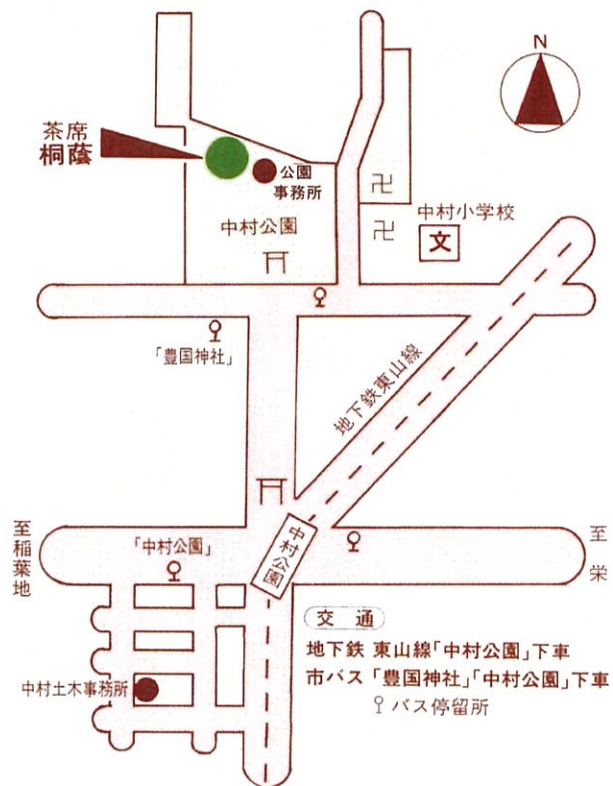 N
茶席
桐蔭
公園
事務所
中村公園
卍
卍
中村小学校
文
「豊国神社」
地下鉄東山線
至稲葉地
「中村公園」
中村公園
至栄
交通
地下鉄 東山線「中村公園」下車
市バス「豊国神社」「中村公園」下車
バス停留所
中村土木事務所